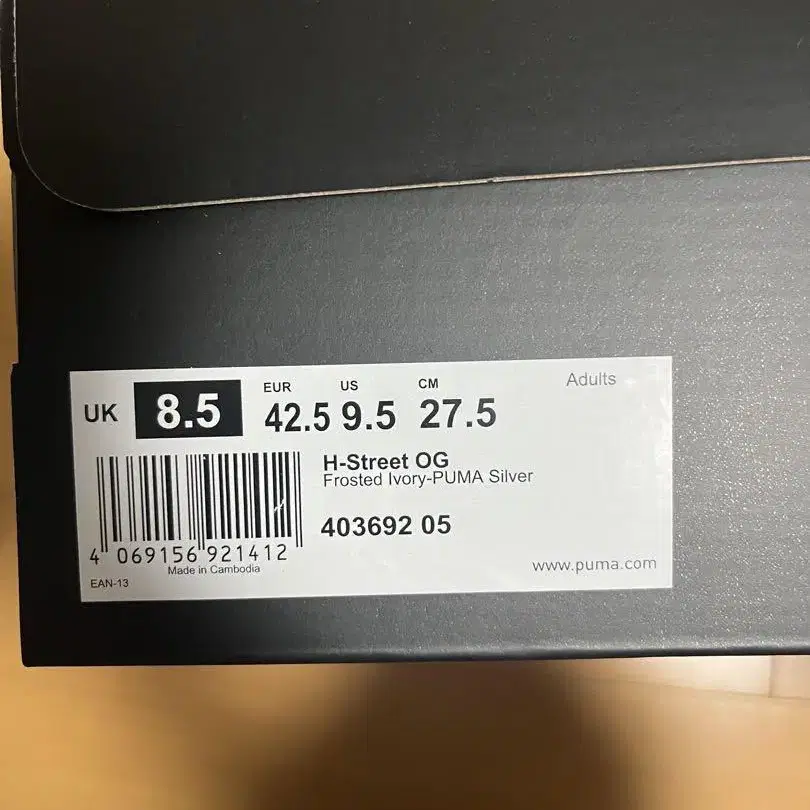 Adults
EUR US CM
UK 8.5 42.5 9.5 27.5
H-Street OG
Frosted Ivory-PUMA Silver
403692 05
4 069156 921412
Made in Cambodia
EAN-13
www.puma.com